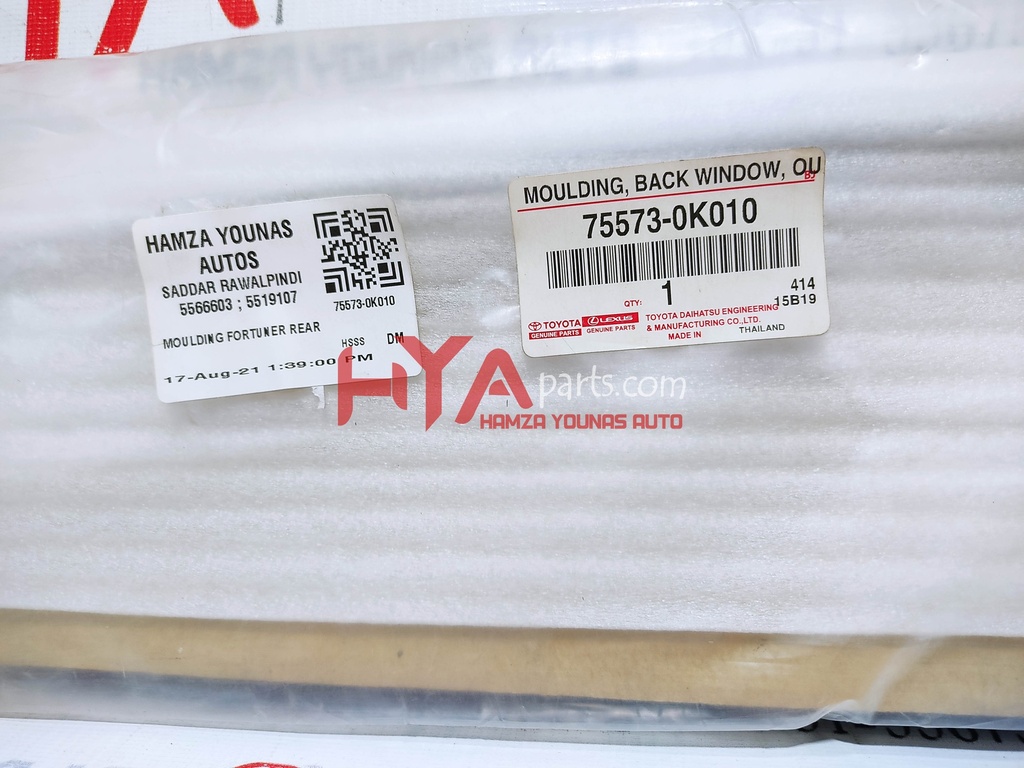 HAMZA YOUNAS
AUTOS
SADDAR RAWALPINDI
5566603 ; 5519107
75573-0K010
MOULDING FORTUNER REAR
HSSS DM
17-Aug-21 1:39:00 PM
MOULDING, BACK WINDOW, OU
B2
75573-0K010
QTY: 1
414
15B19
TOYOTA
GENUINE PARTS
LEXUS
GENUINE PARTS
TOYOTA DAIHATSU ENGINEERING
& MANUFACTURING CO.,LTD.
MADE IN THAILAND
HYA parts.com
HAMZA YOUNAS AUTO